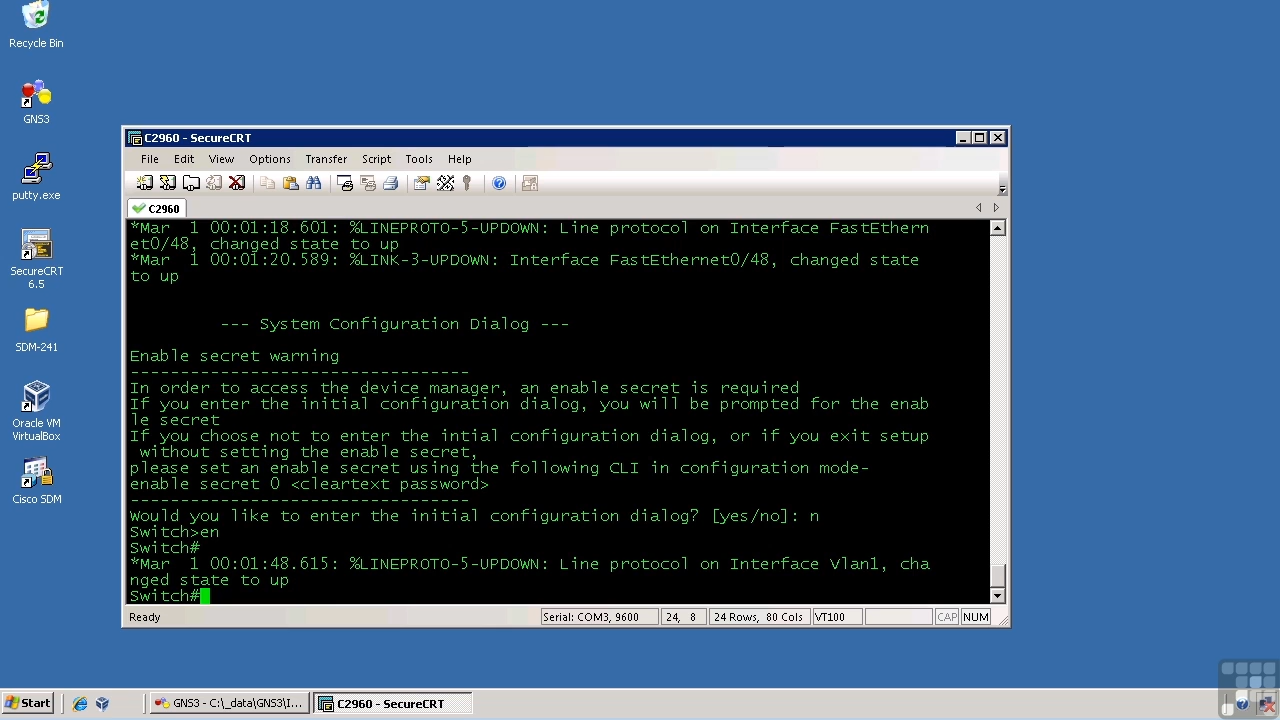 Recycle Bin
GNS3
putty.exe
SecureCRT
6.5
SDM-241
Oracle VM
VirtualBox
Cisco SDM
C2960 - SecureCRT
File Edit View Options Transfer Script Tools Help
C2960
*Mar  1 00:01:18.601: %LINEPROTO-5-UPDOWN: Line protocol on Interface FastEthern
et0/48, changed state to up
*Mar  1 00:01:20.589: %LINK-3-UPDOWN: Interface FastEthernet0/48, changed state
to up
--- System Configuration Dialog ---
Enable secret warning
----------------------------------
In order to access the device manager, an enable secret is required
If you enter the initial configuration dialog, you will be prompted for the enab
le secret
If you choose not to enter the intial configuration dialog, or if you exit setup
without setting the enable secret,
please set an enable secret using the following CLI in configuration mode-
enable secret 0 <cleartext password>
----------------------------------
Would you like to enter the initial configuration dialog? [yes/no]: n
Switch>en
Switch#
*Mar  1 00:01:48.615: %LINEPROTO-5-UPDOWN: Line protocol on Interface Vlan1, cha
nged state to up
Switch#
Ready Serial: COM3, 9600 24, 8 24 Rows, 80 Cols VT100 CAP NUM
Start GNS3 - C:\_data\GNS3\I... C2960 - SecureCRT